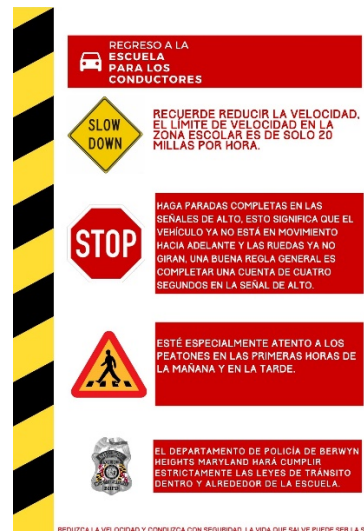 REGRESO A LA
ESCUELA
PARA LOS
CONDUCTORES
SLOW
DOWN
RECUERDE REDUCIR LA VELOCIDAD,
EL LÍMITE DE VELOCIDAD EN LA
ZONA ESCOLAR ES DE SOLO 20
MILLAS POR HORA.
STOP
HAGA PARADAS COMPLETAS EN LAS
SEÑALES DE ALTO, ESTO SIGNIFICA QUE EL
VEHÍCULO YA NO ESTÁ EN MOVIMIENTO
HACIA ADELANTE Y LAS RUEDAS YA NO
GIRAN, UNA BUENA REGLA GENERAL ES
COMPLETAR UNA CUENTA DE CUATRO
SEGUNDOS EN LA SEÑAL DE ALTO.
ESTÉ ESPECIALMENTE ATENTO A LOS
PEATONES EN LAS PRIMERAS HORAS DE
LA MAÑANA Y EN LA TARDE.
EL DEPARTAMENTO DE POLICÍA DE BERWYN
HEIGHTS MARYLAND HARÁ CUMPLIR
ESTRICTAMENTE LAS LEYES DE TRÁNSITO
DENTRO Y ALREDEDOR DE LA ESCUELA.
REDUZCA LA VELOCIDAD Y CONDUZCA CON SEGURIDAD, LA VIDA QUE SALVE PUEDE SER LA S